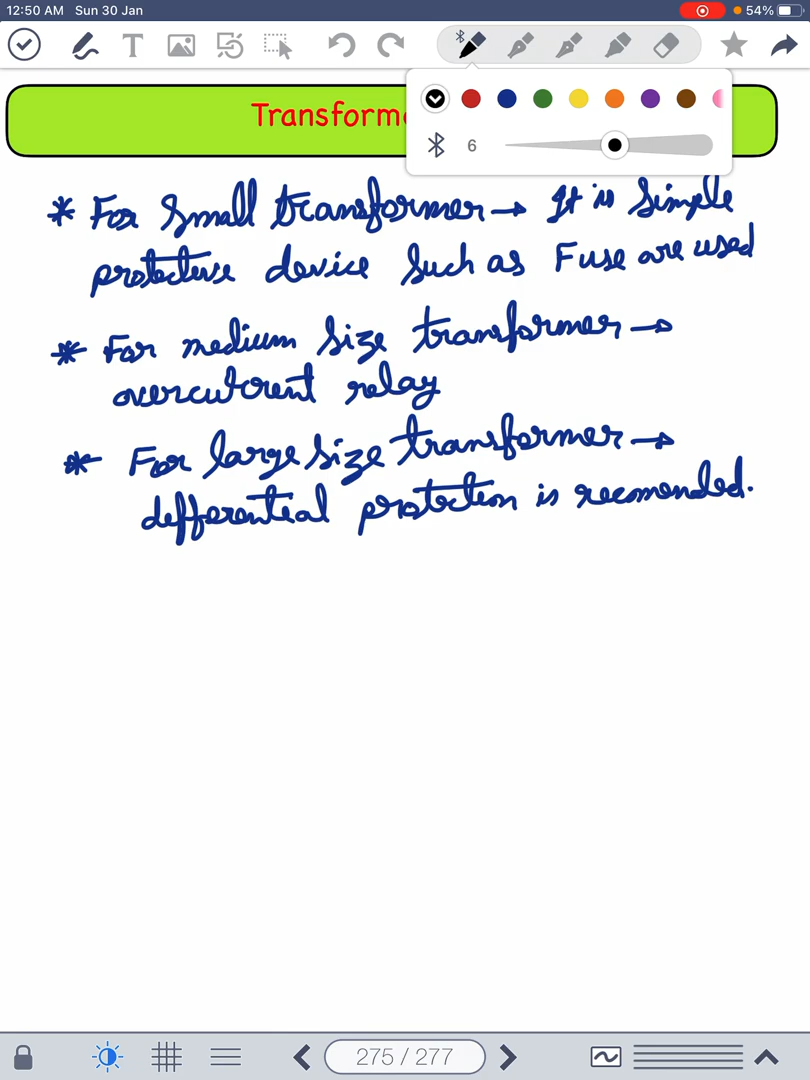 12:50 AM Sun 30 Jan
54%
Transform
6
* For Small transformer → It is Simple
protective device Such as Fuse are used
* For medium Size transformer →
overcurrent relay
* For large Size transformer →
defferential protection is recomended.
275 / 277